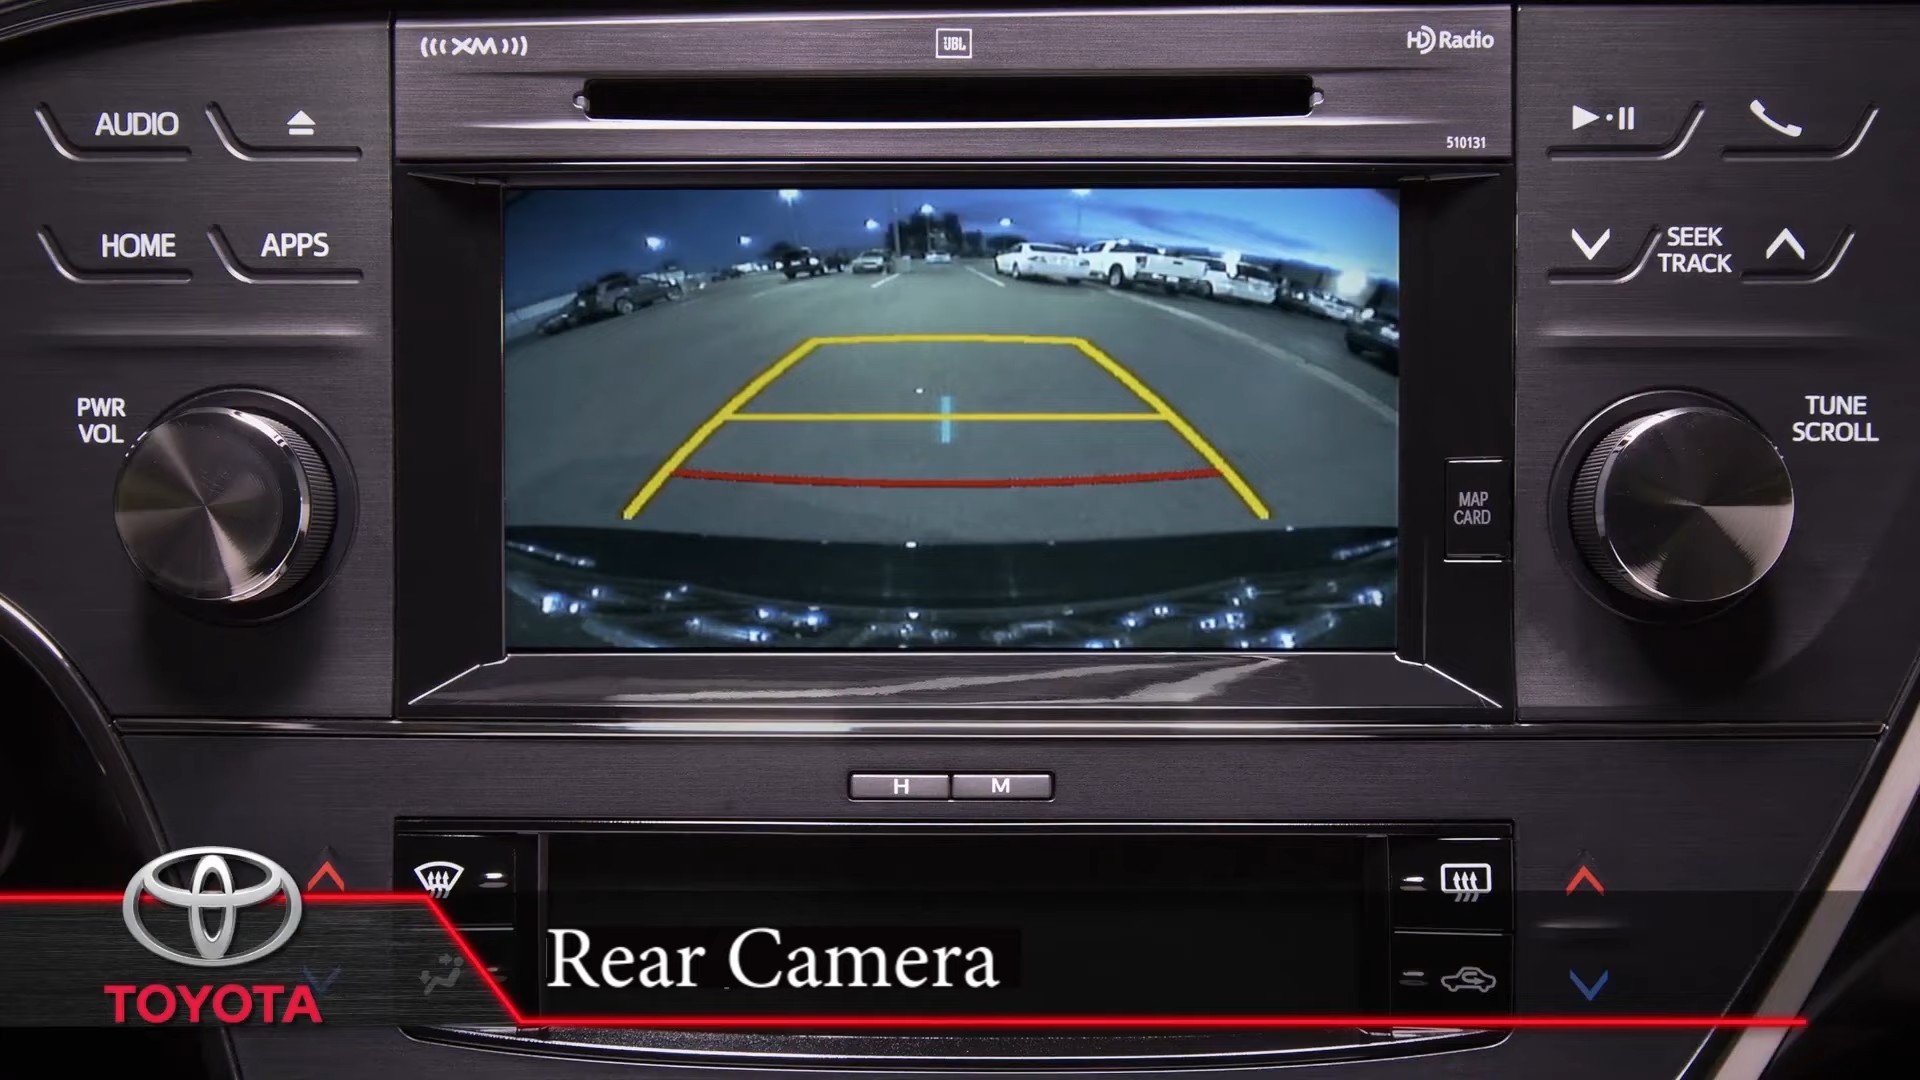 XM
JBL
HD Radio
510131
AUDIO
HOME
APPS
SEEK
TRACK
PWR
VOL
TUNE
SCROLL
MAP
CARD
H
M
TOYOTA
Rear Camera